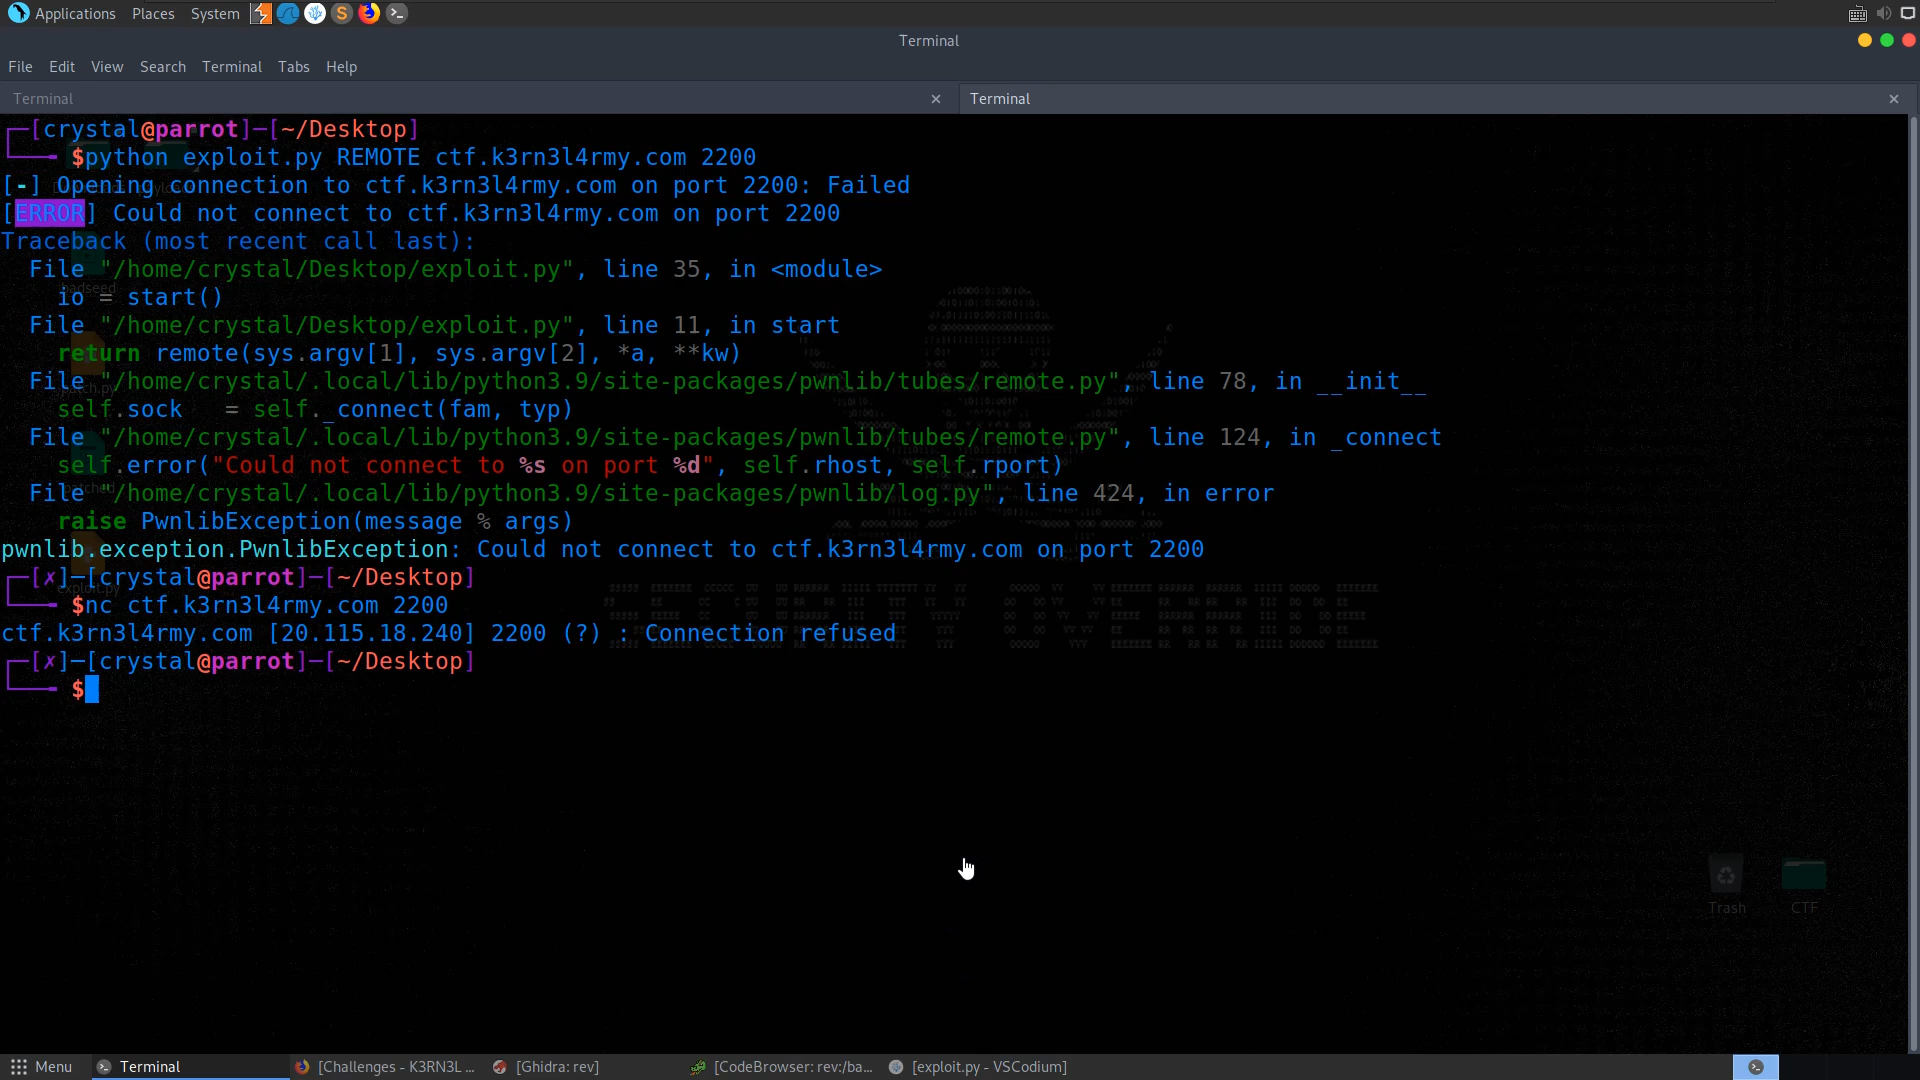 Applications Places System
Terminal
File Edit View Search Terminal Tabs Help
Terminal × Terminal ×
┌─[crystal@parrot]─[~/Desktop]
└──╼ $python exploit.py REMOTE ctf.k3rn3l4rmy.com 2200
[-] Opening connection to ctf.k3rn3l4rmy.com on port 2200: Failed
[ERROR] Could not connect to ctf.k3rn3l4rmy.com on port 2200
Traceback (most recent call last):
  File "/home/crystal/Desktop/exploit.py", line 35, in <module>
    io = start()
  File "/home/crystal/Desktop/exploit.py", line 11, in start
    return remote(sys.argv[1], sys.argv[2], *a, **kw)
  File "/home/crystal/.local/lib/python3.9/site-packages/pwnlib/tubes/remote.py", line 78, in __init__
    self.sock   = self._connect(fam, typ)
  File "/home/crystal/.local/lib/python3.9/site-packages/pwnlib/tubes/remote.py", line 124, in _connect
    self.error("Could not connect to %s on port %d", self.rhost, self.rport)
  File "/home/crystal/.local/lib/python3.9/site-packages/pwnlib/log.py", line 424, in error
    raise PwnlibException(message % args)
pwnlib.exception.PwnlibException: Could not connect to ctf.k3rn3l4rmy.com on port 2200
┌─[✗]─[crystal@parrot]─[~/Desktop]
└──╼ $nc ctf.k3rn3l4rmy.com 2200
ctf.k3rn3l4rmy.com [20.115.18.240] 2200 (?) : Connection refused
┌─[✗]─[crystal@parrot]─[~/Desktop]
└──╼ $
badseed
patch.py
patched
exploit.py
Trash CTF
Menu Terminal [Challenges - K3RN3L ... [Ghidra: rev] [CodeBrowser: rev:/ba... [exploit.py - VSCodium]